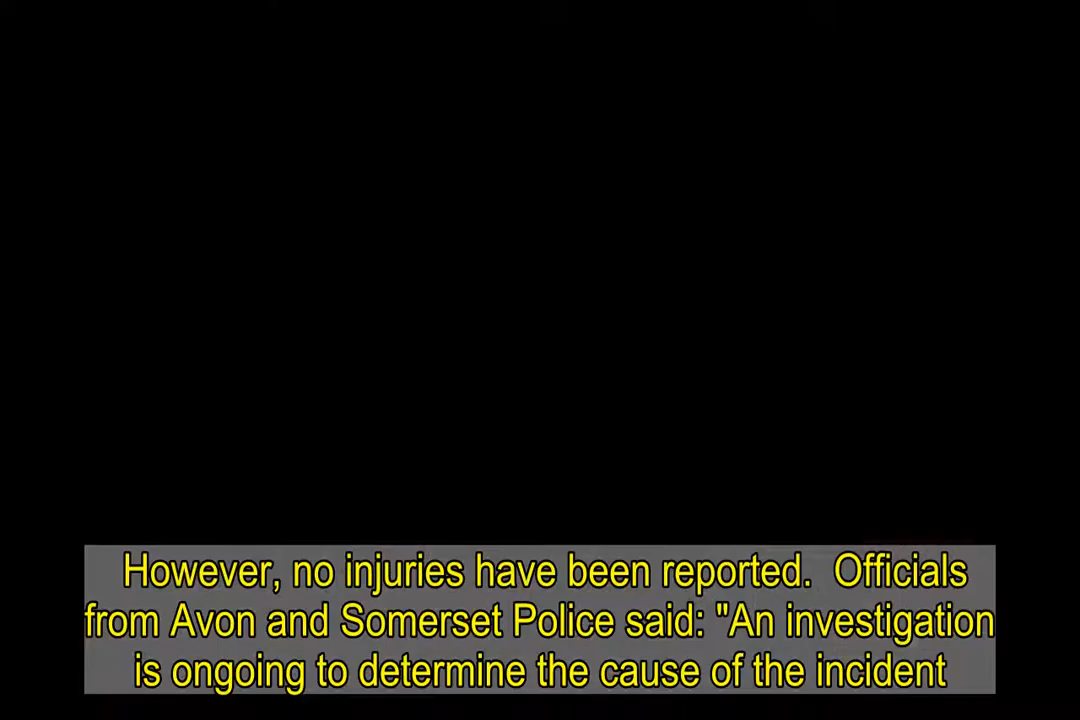 However, no injuries have been reported.  Officials
from Avon and Somerset Police said: "An investigation
is ongoing to determine the cause of the incident